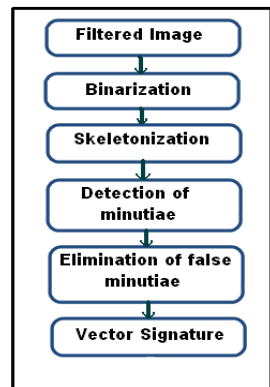 Filtered Image
Binarization
Skeletonization
Detection of
minutiae
Elimination of false
minutiae
Vector Signature